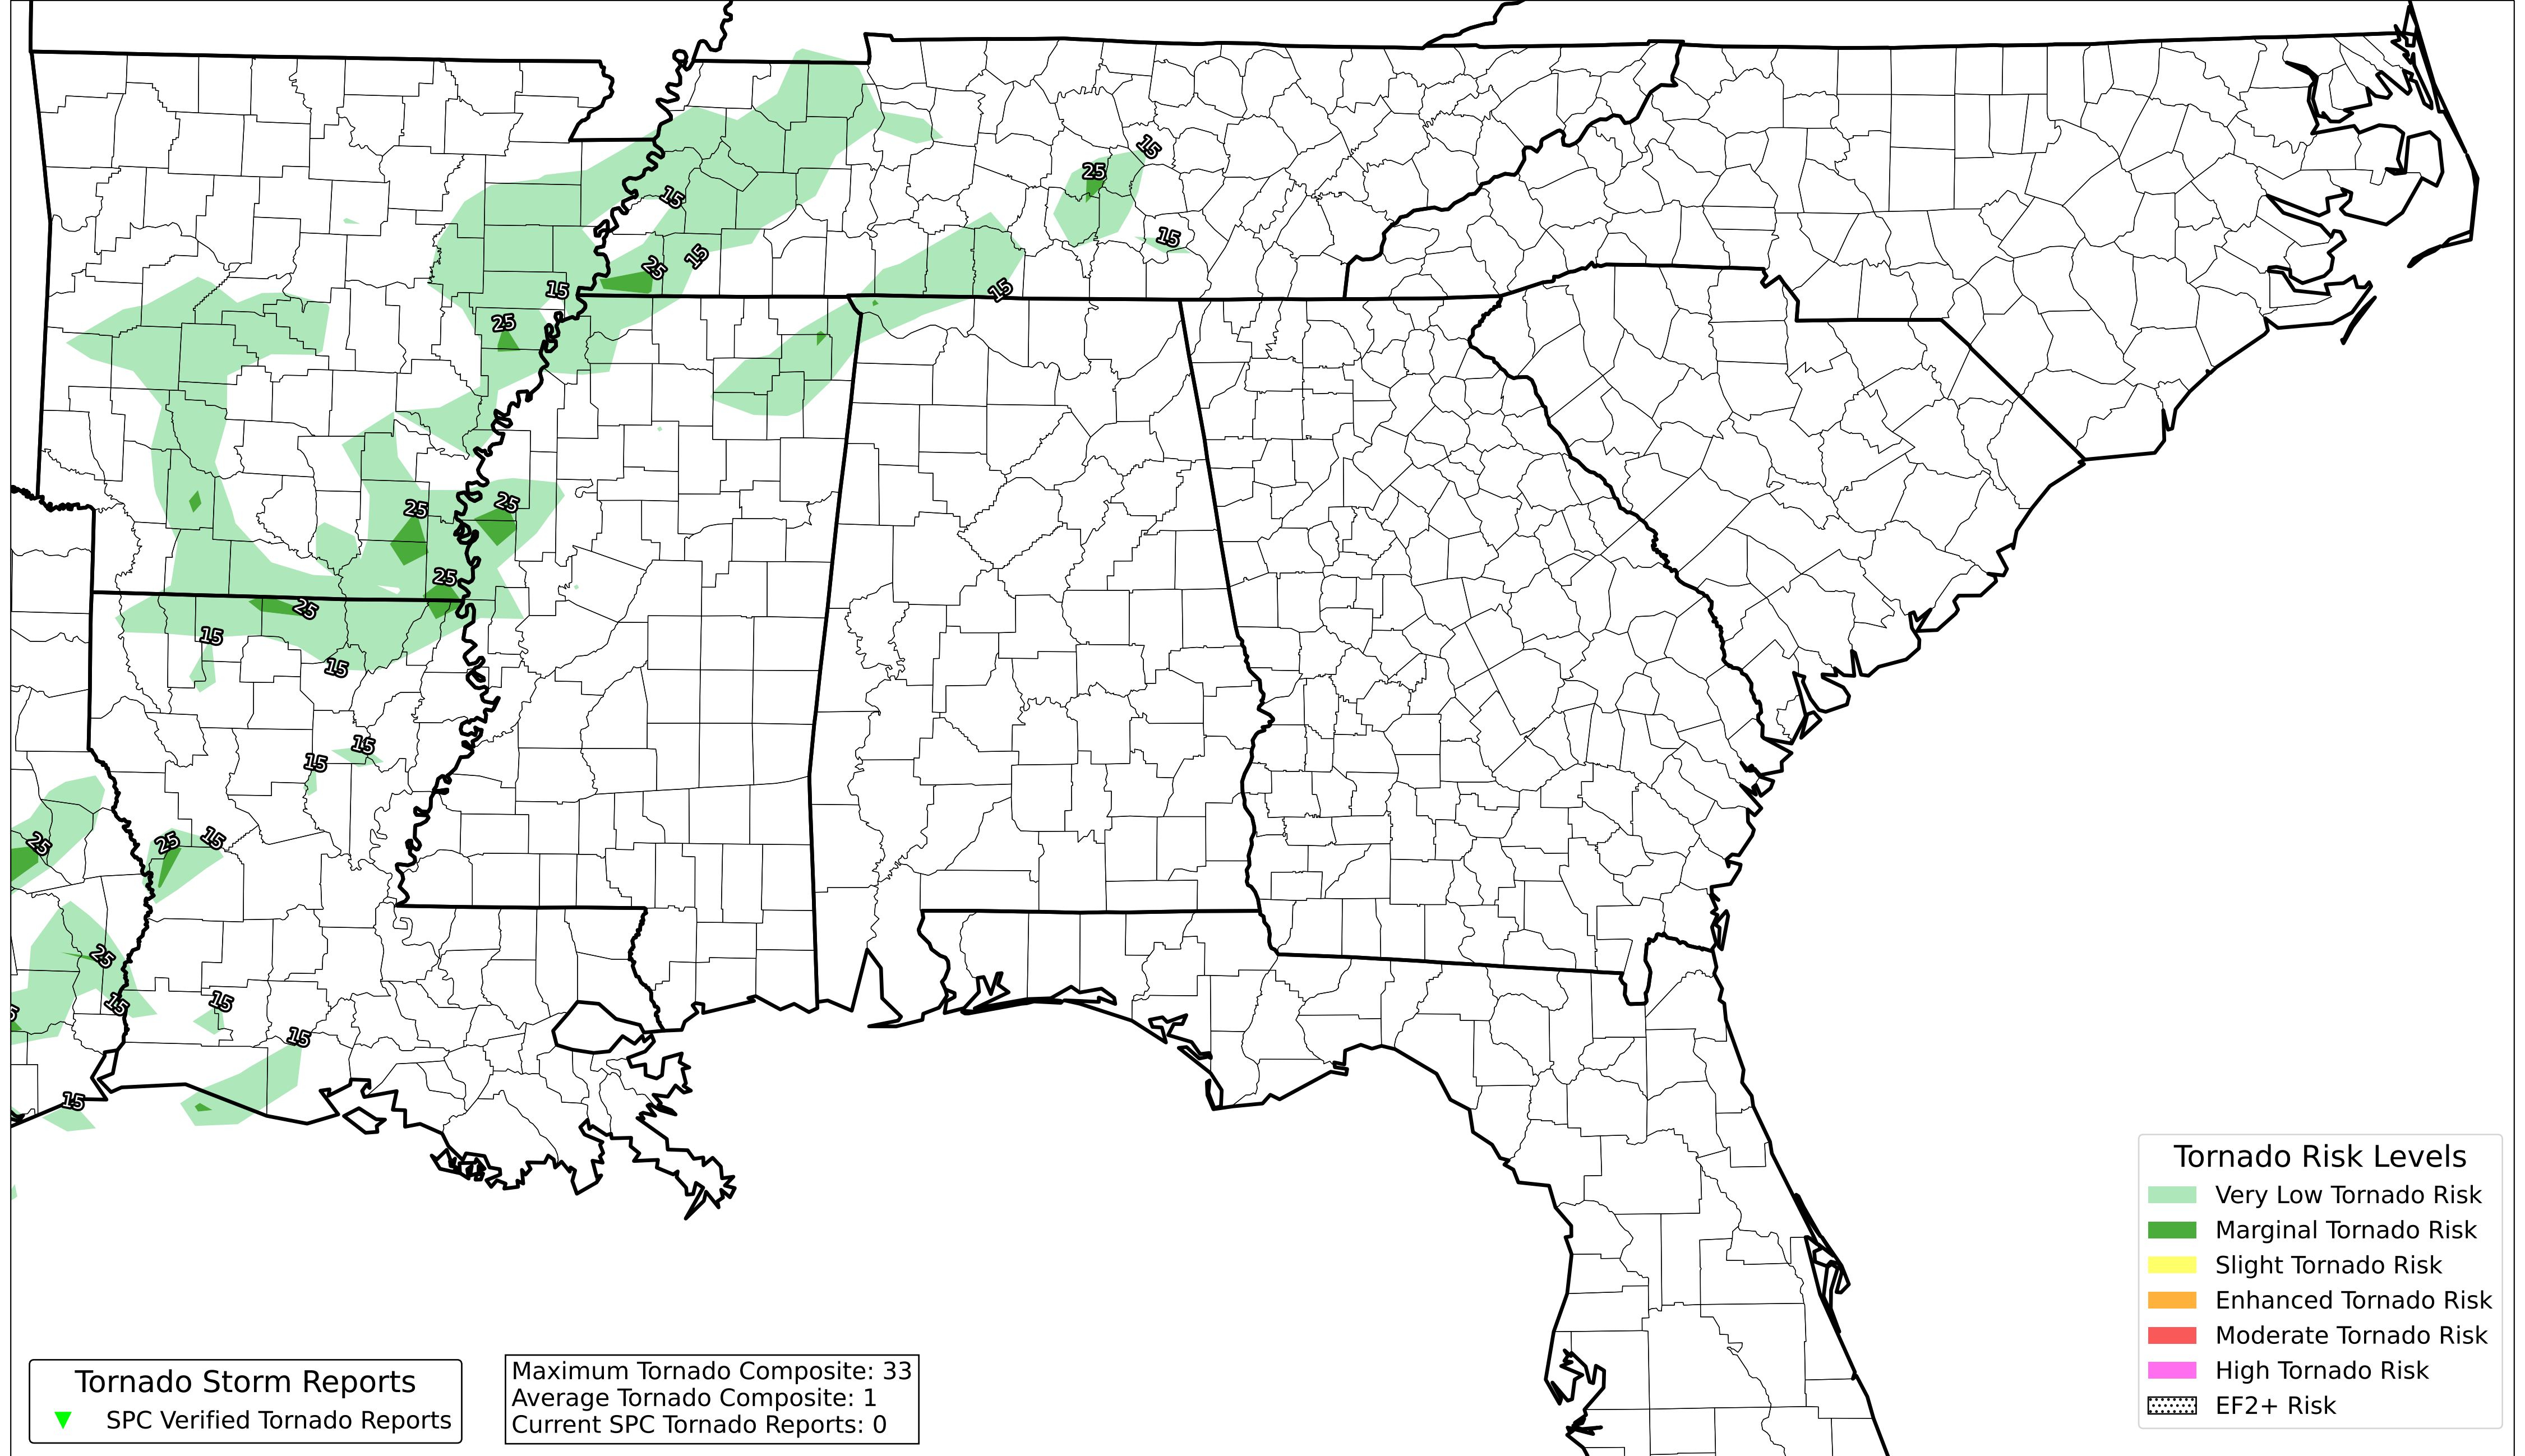 15
25
15
15
25
15
15
25
15
25
15
25
25
25
25
15
15
15
15
25
15
25
25
15
15
15
15
Tornado Risk Levels
Very Low Tornado Risk
Marginal Tornado Risk
Slight Tornado Risk
Enhanced Tornado Risk
Moderate Tornado Risk
High Tornado Risk
EF2+ Risk
Tornado Storm Reports
SPC Verified Tornado Reports
Maximum Tornado Composite: 33
Average Tornado Composite: 1
Current SPC Tornado Reports: 0